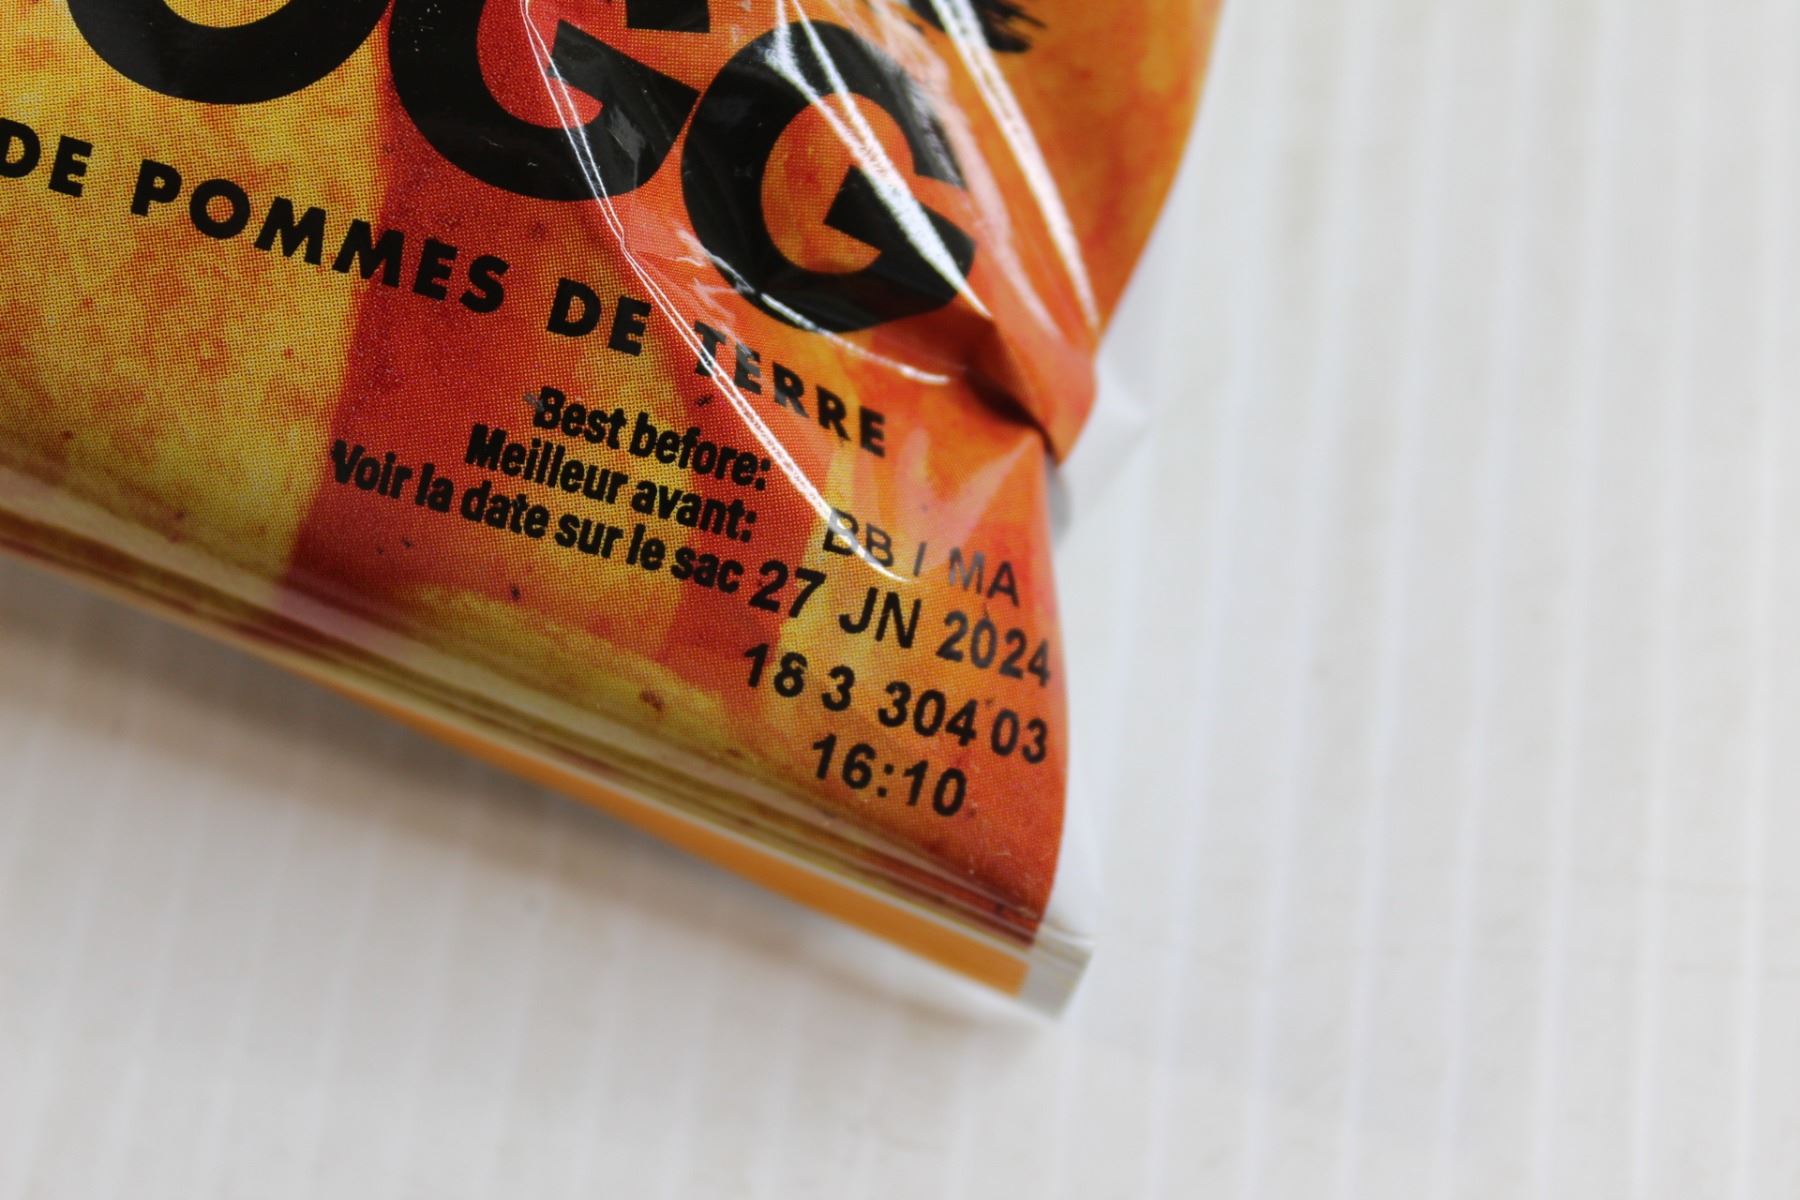 OGG
DE POMMES DE TERRE
Best before:
Meilleur avant:
Voir la date sur le sac
BB / MA
27 JN 2024
18 3 304 03
16:10